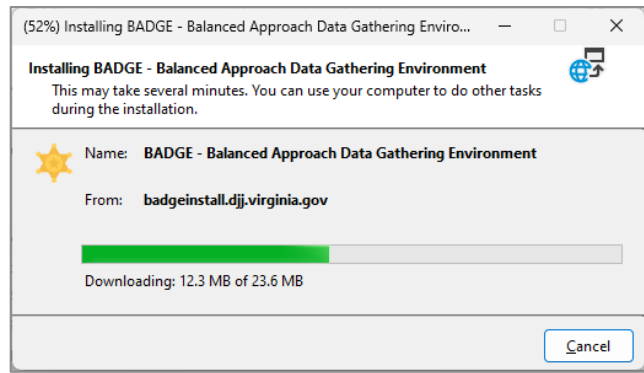 (52%) Installing BADGE - Balanced Approach Data Gathering Enviro...
Installing BADGE - Balanced Approach Data Gathering Environment
This may take several minutes. You can use your computer to do other tasks
during the installation.
Name: BADGE - Balanced Approach Data Gathering Environment
From: badgeinstall.djj.virginia.gov
Downloading: 12.3 MB of 23.6 MB
Cancel